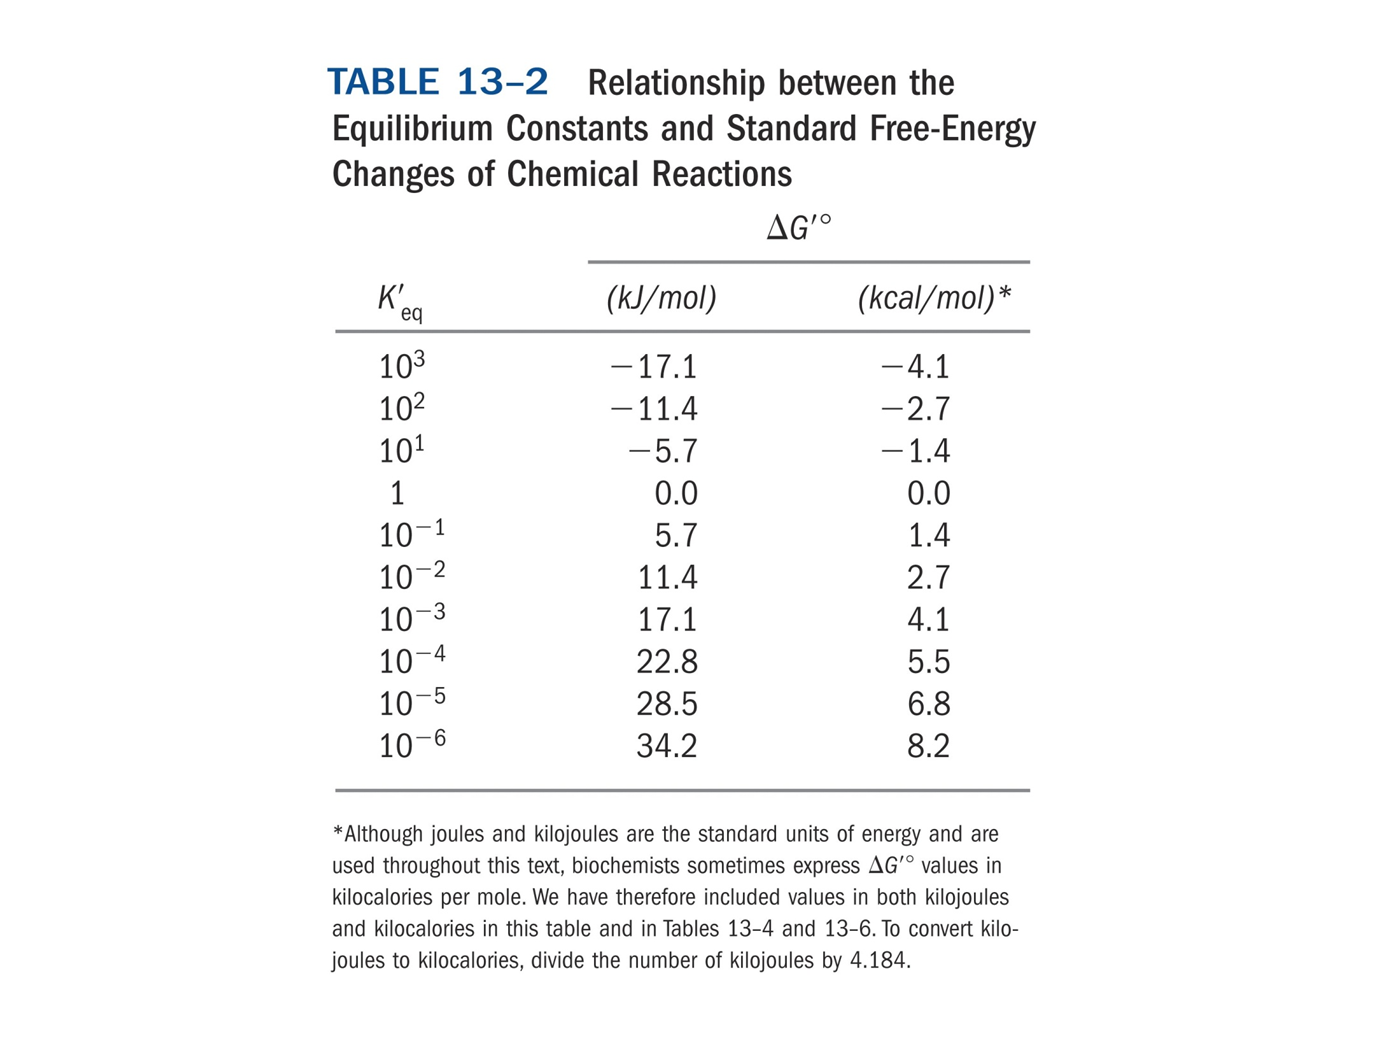 TABLE 13–2 Relationship between the
Equilibrium Constants and Standard Free-Energy
Changes of Chemical Reactions
ΔG′°
K′eq (kJ/mol) (kcal/mol)*
10³ −17.1 −4.1
10² −11.4 −2.7
10¹ −5.7 −1.4
1 0.0 0.0
10⁻¹ 5.7 1.4
10⁻² 11.4 2.7
10⁻³ 17.1 4.1
10⁻⁴ 22.8 5.5
10⁻⁵ 28.5 6.8
10⁻⁶ 34.2 8.2
*Although joules and kilojoules are the standard units of energy and are
used throughout this text, biochemists sometimes express ΔG′° values in
kilocalories per mole. We have therefore included values in both kilojoules
and kilocalories in this table and in Tables 13–4 and 13–6. To convert kilo-
joules to kilocalories, divide the number of kilojoules by 4.184.